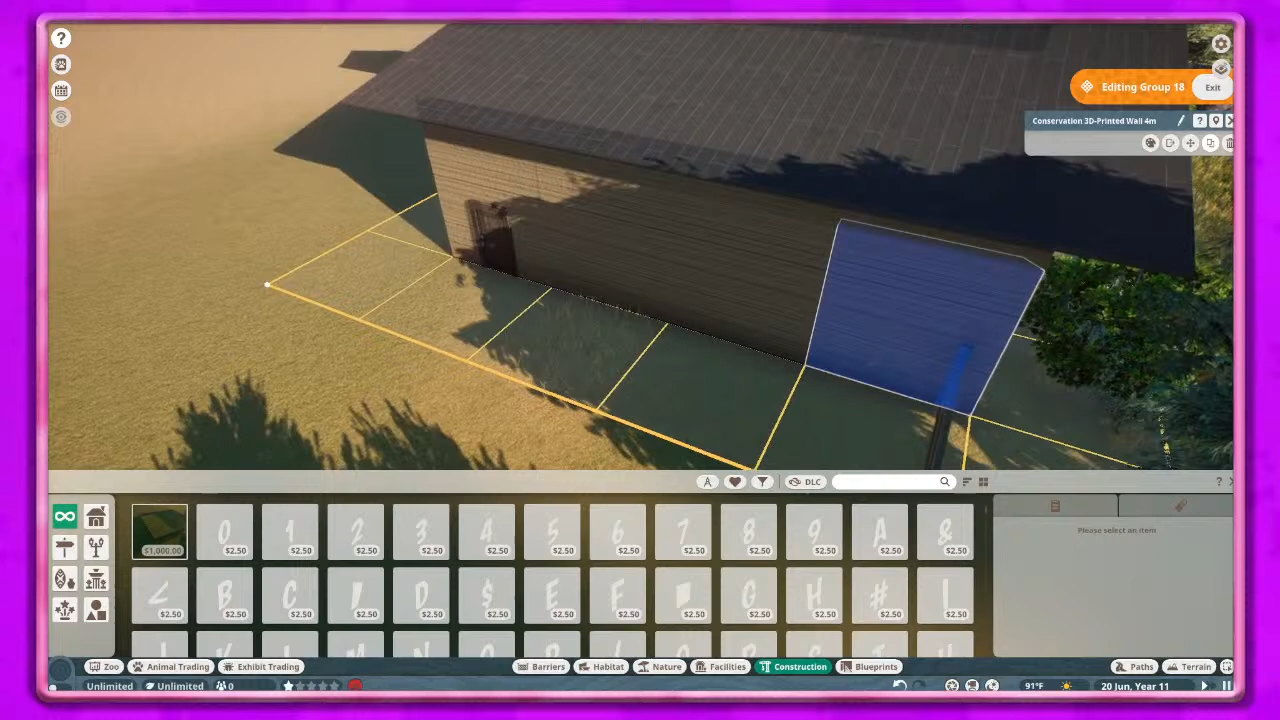 ?
Editing Group 18
Exit
Conservation 3D-Printed Wall 4m
?
A
DLC
?
$1,000.00
0 $2.50
1 $2.50
2 $2.50
3 $2.50
4 $2.50
5 $2.50
6 $2.50
7 $2.50
8 $2.50
9 $2.50
A $2.50
& $2.50
Please select an item
< $2.50
B $2.50
C $2.50
$2.50
D $2.50
$ $2.50
E $2.50
F $2.50
$2.50
G $2.50
H $2.50
# $2.50
$2.50
Zoo
Animal Trading
Exhibit Trading
Barriers
Habitat
Nature
Facilities
Construction
Blueprints
Paths
Terrain
Unlimited
Unlimited
0
91°F
20 Jun, Year 11